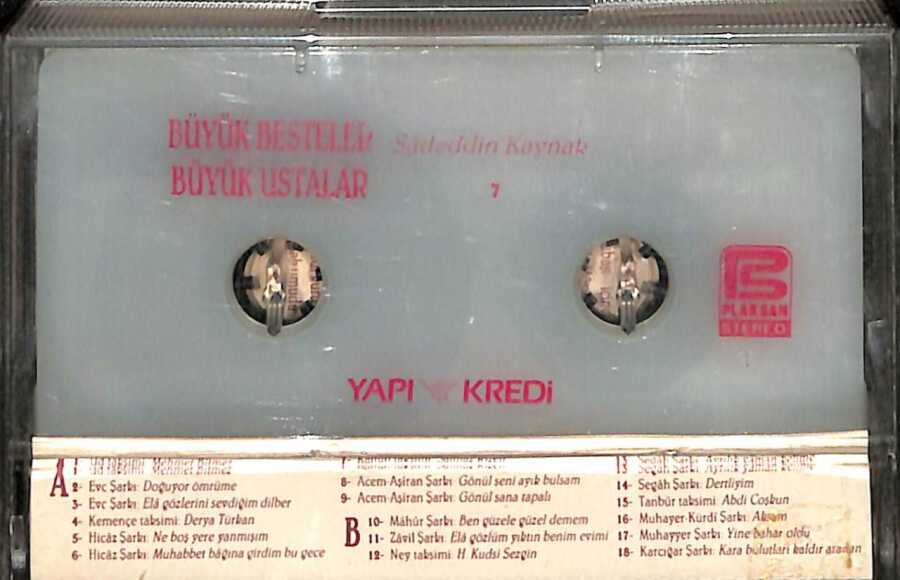 BÜYÜK BESTELER
Sadeddin Kaynak
BÜYÜK USTALAR
7
PLAKSAN
STEREO
YAPI KREDİ
A
2- Evc Şarkı: Doğuyor ömrüme
3- Evc Şarkı: Elâ gözlerini sevdiğim dilber
4- Kemençe taksimi: Derya Türkan
5- Hicâz Şarkı: Ne boş yere yanmışım
6- Hicâz Şarkı: Muhabbet bâğına girdim bu gece
8- Acem-Aşiran Şarkı: Gönül seni ayık bulsam
9- Acem-Aşiran Şarkı: Gönül sana tapalı
B
10- Mâhûr Şarkı: Ben güzele güzel demem
11- Zâvil Şarkı: Elâ gözlüm yıktın benim evimi
12- Ney taksimi: H. Kudsi Sezgin
13
14- Segâh Şarkı: Dertliyim
15- Tanbûr taksimi: Abdi Coşkun
16- Muhayer-Kürdî Şarkı: Akşam
17- Muhayyer Şarkı: Yine bahar oldu
18- Karcığar Şarkı: Kara bulutları kaldır aradan